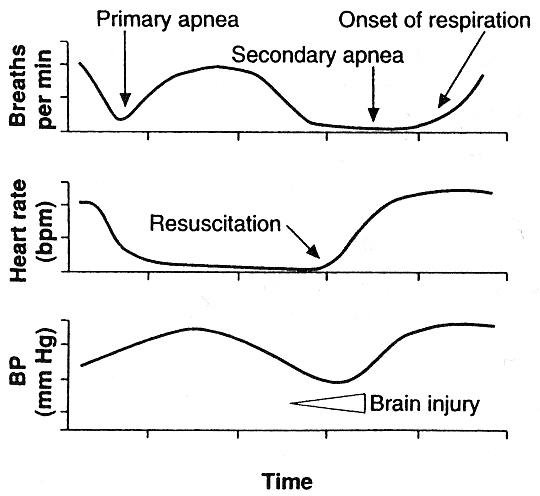 Primary apnea
Onset of respiration
Secondary apnea
Breaths
per min
Heart rate
(bpm)
Resuscitation
BP
(mm Hg)
Brain injury
Time